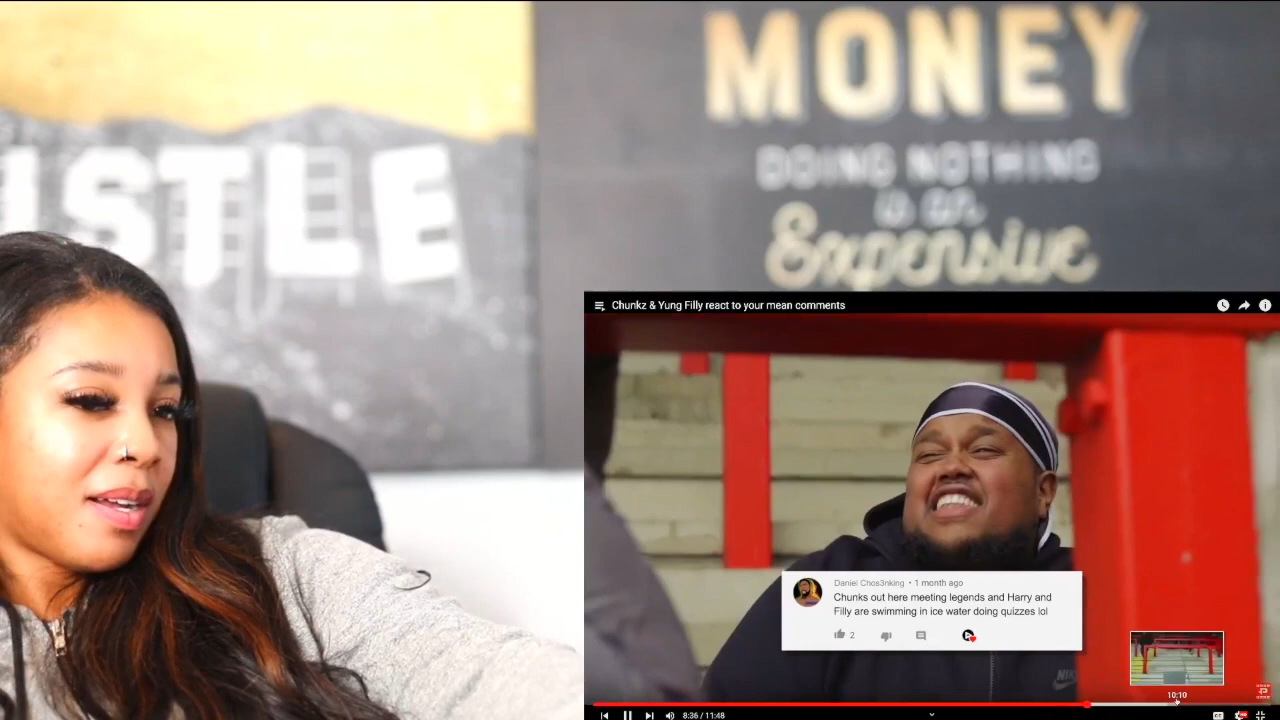 USTLE
MONEY
DOING NOTHING
is an
Expensive
Chunkz & Yung Filly react to your mean comments
Daniel Chos3nking • 1 month ago
Chunks out here meeting legends and Harry and
Filly are swimming in ice water doing quizzes lol
2
NIKE
10:10
8:36 / 11:48